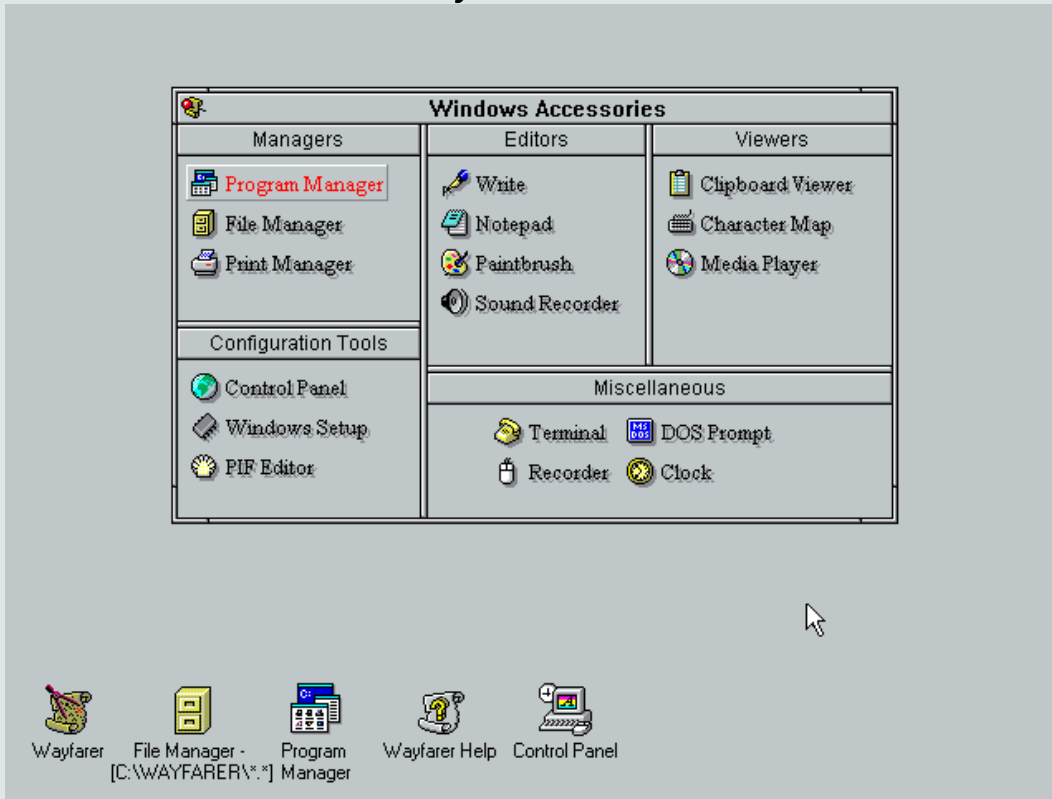 Windows Accessories
Managers
Program Manager
File Manager
Print Manager
Configuration Tools
Control Panel
Windows Setup
PIF Editor
Editors
Write
Notepad
Paintbrush
Sound Recorder
Viewers
Clipboard Viewer
Character Map
Media Player
Miscellaneous
Terminal
MS DOS
DOS Prompt
Recorder
Clock
C:
Wayfarer
File Manager -
[C:\WAYFARER\*.*]
Program
Manager
Wayfarer Help
Control Panel